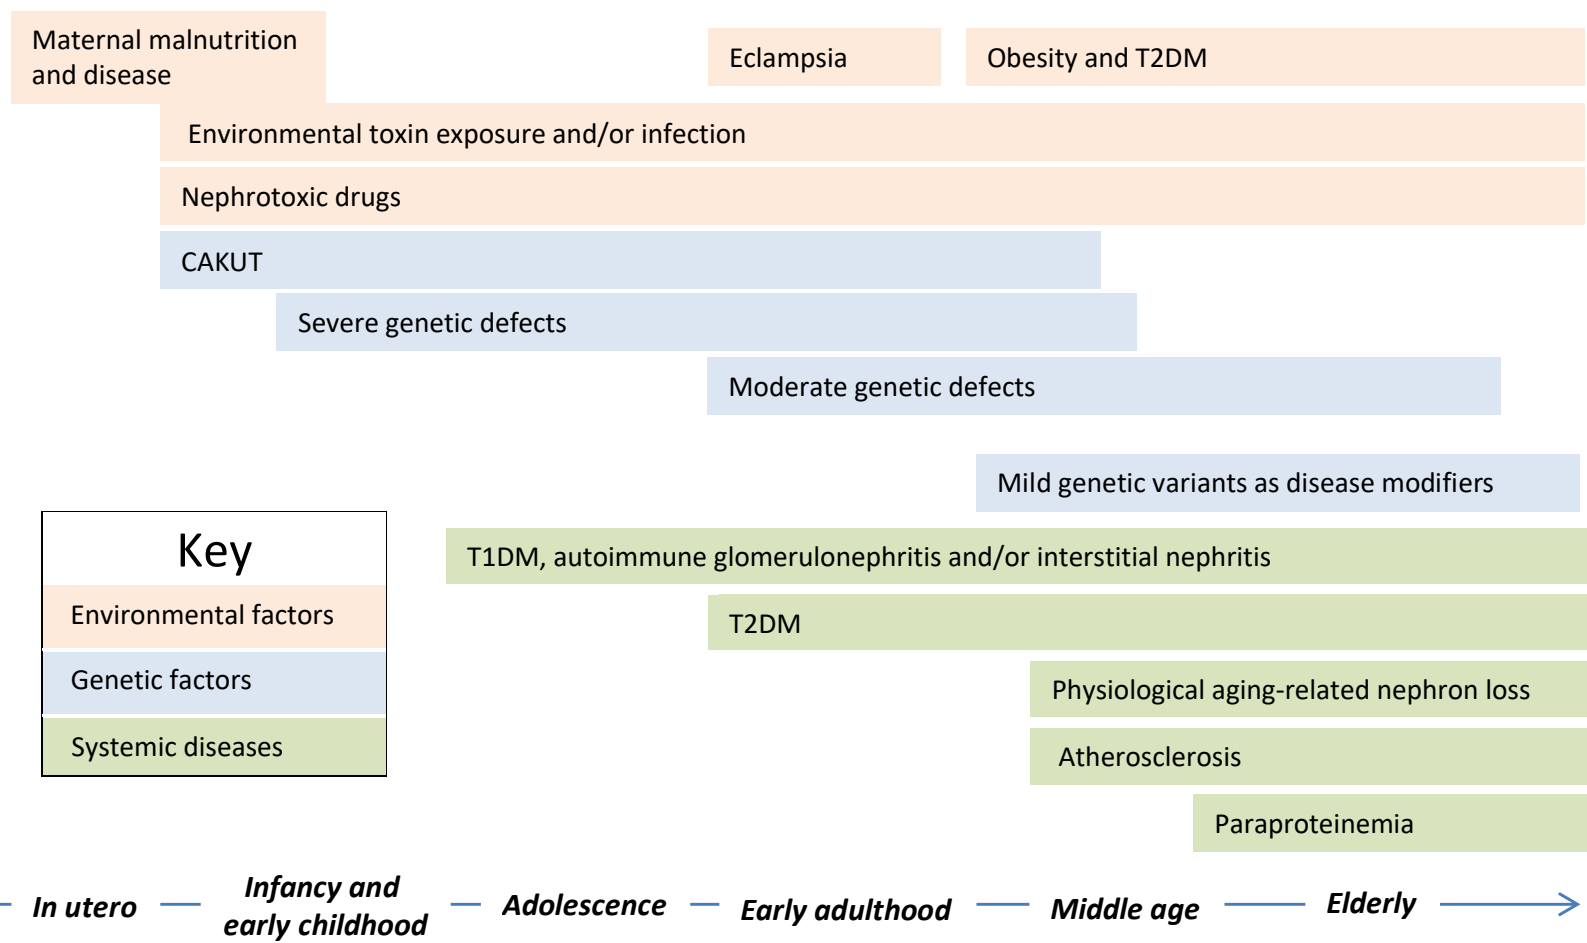 Maternal malnutrition
and disease
Eclampsia
Obesity and T2DM
Environmental toxin exposure and/or infection
Nephrotoxic drugs
CAKUT
Severe genetic defects
Moderate genetic defects
Mild genetic variants as disease modifiers
Key
Environmental factors
Genetic factors
Systemic diseases
T1DM, autoimmune glomerulonephritis and/or interstitial nephritis
T2DM
Physiological aging-related nephron loss
Atherosclerosis
Paraproteinemia
In utero
Infancy and
early childhood
Adolescence
Early adulthood
Middle age
Elderly